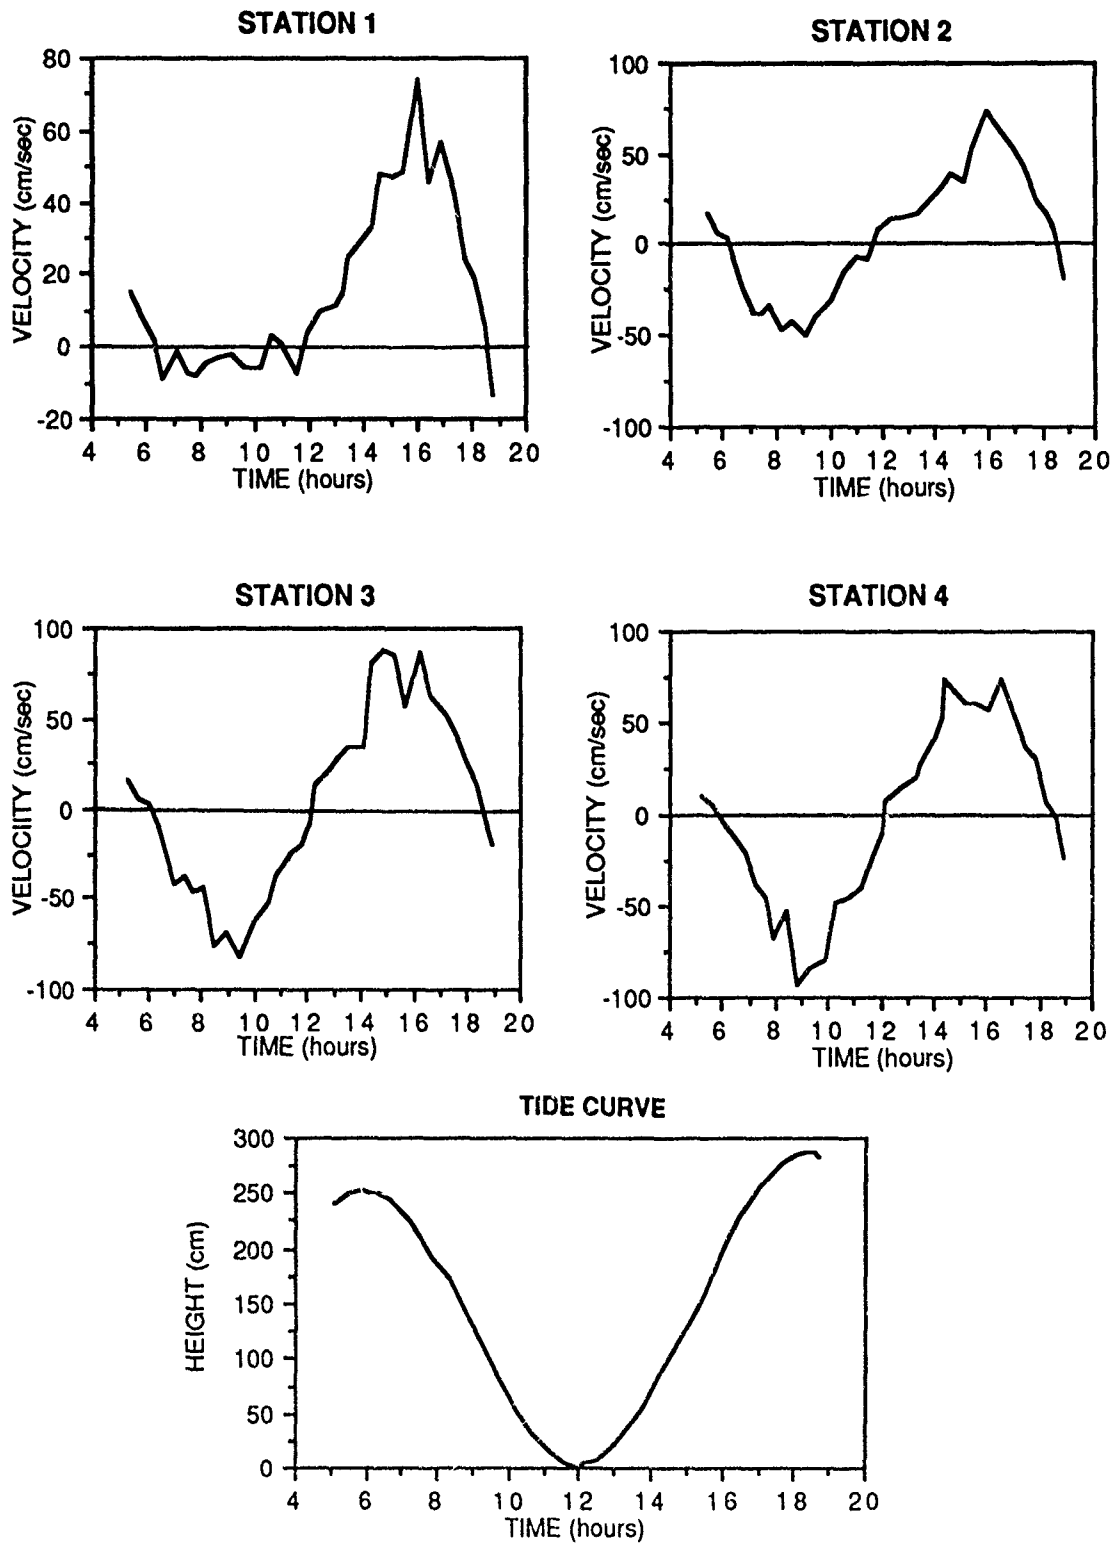 STATION 1
80
60
40
20
0
-20
VELOCITY (cm/sec)
4 6 8 10 12 14 16 18 20
TIME (hours)
STATION 2
100
50
0
-50
-100
VELOCITY (cm/sec)
4 6 8 10 12 14 16 18 20
TIME (hours)
STATION 3
100
50
0
-50
-100
VELOCITY (cm/sec)
4 6 8 10 12 14 16 18 20
TIME (hours)
STATION 4
100
50
0
-50
-100
VELOCITY (cm/sec)
4 6 8 10 12 14 16 18 20
TIME (hours)
TIDE CURVE
300
250
200
150
100
50
0
HEIGHT (cm)
4 6 8 10 12 14 16 18 20
TIME (hours)